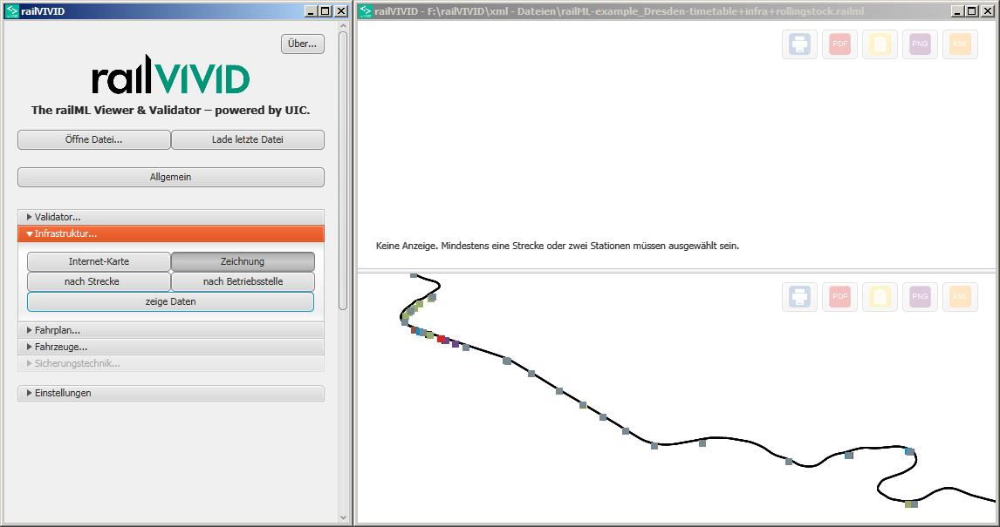 railVIVID
Über...
railVIVID
The railML Viewer & Validator – powered by UIC.
Öffne Datei...
Lade letzte Datei
Allgemein
Validator...
Infrastruktur...
Internet-Karte
Zeichnung
nach Strecke
nach Betriebsstelle
zeige Daten
Fahrplan...
Fahrzeuge...
Sicherungstechnik...
Einstellungen
railVIVID - F:\railVIVID\xml - Dateien\railML-example_Dresden-timetable+infra+rollingstock.railml
PDF
PNG
KML
Keine Anzeige. Mindestens eine Strecke oder zwei Stationen müssen ausgewählt sein.
PDF
PNG
KML